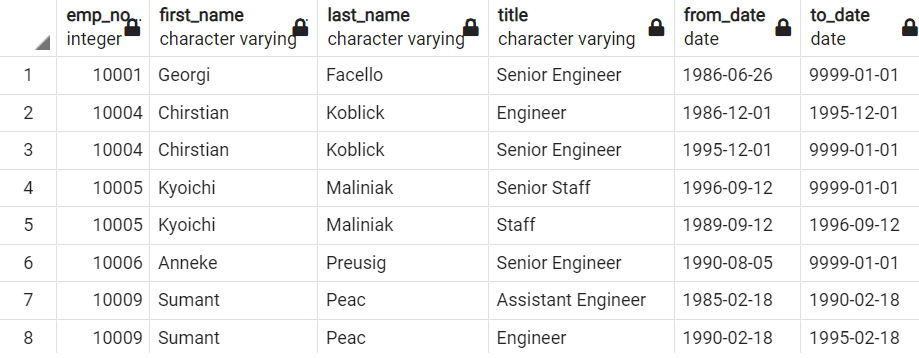 emp_no.. first_name last_name title from_date to_date
integer character varying character varying character varying date date
1 10001 Georgi Facello Senior Engineer 1986-06-26 9999-01-01
2 10004 Chirstian Koblick Engineer 1986-12-01 1995-12-01
3 10004 Chirstian Koblick Senior Engineer 1995-12-01 9999-01-01
4 10005 Kyoichi Maliniak Senior Staff 1996-09-12 9999-01-01
5 10005 Kyoichi Maliniak Staff 1989-09-12 1996-09-12
6 10006 Anneke Preusig Senior Engineer 1990-08-05 9999-01-01
7 10009 Sumant Peac Assistant Engineer 1985-02-18 1990-02-18
8 10009 Sumant Peac Engineer 1990-02-18 1995-02-18